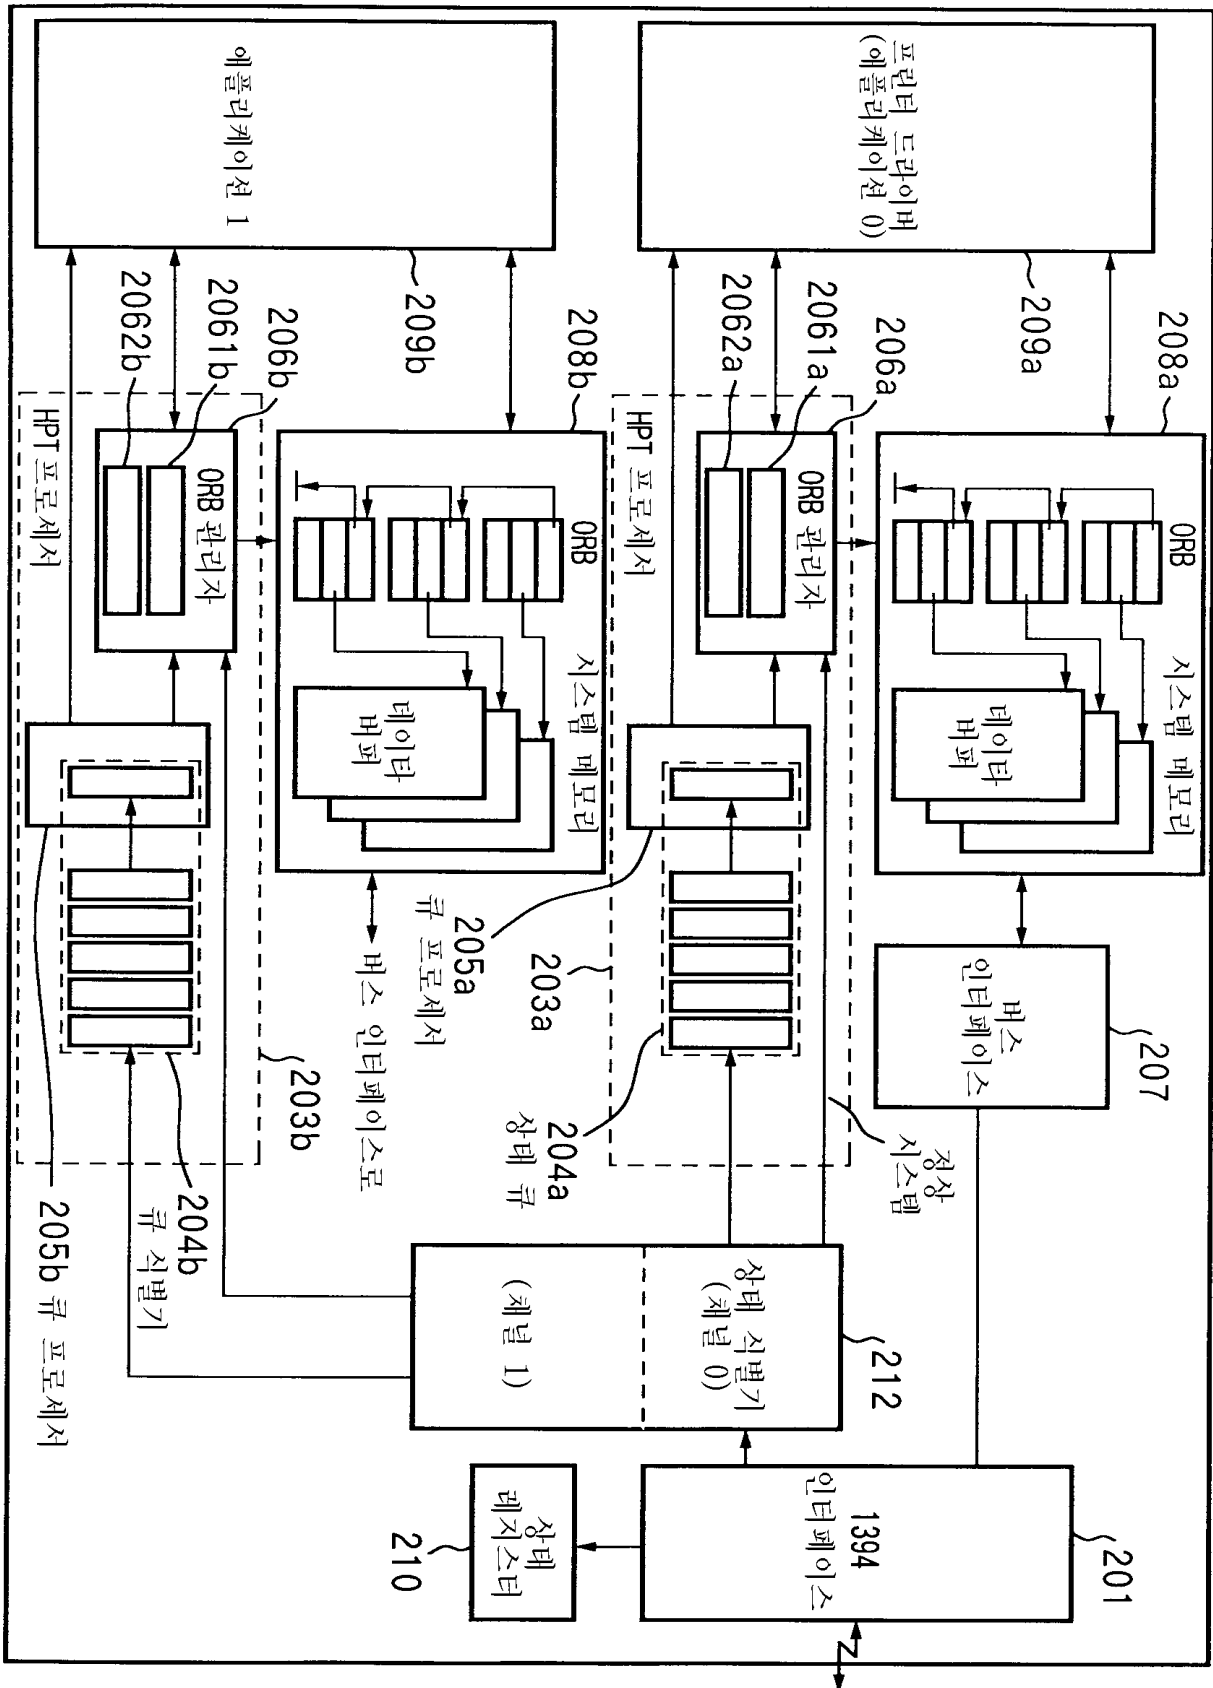 208a
시스템 메모리
ORB
데이터
버퍼
버스
인터페이스
207
201
1394
인터페이스
프린터 드라이버
(애플리케이션 0)
209a
206a
2061a
2062a
ORB 관리자
HPT 프로세서
정상
시스템
212
상태 식별기
(채널 0)
(채널 1)
203a
204a
상태 큐
205a
큐 프로세서
상태
레지스터
210
208b
시스템 메모리
ORB
데이터
버퍼
버스 인터페이스로
애플리케이션 1
209b
206b
2061b
2062b
ORB 관리자
HPT 프로세서
203b
204b
큐 식별기
205b 큐 프로세서